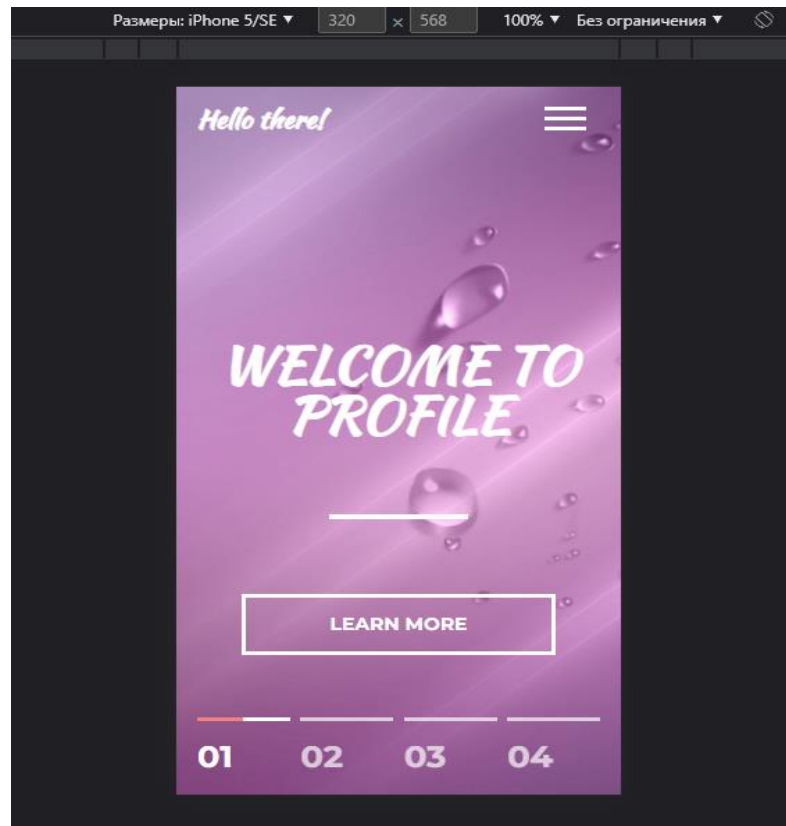 Размеры: iPhone 5/SE ▼ 320 × 568 100% ▼ Без ограничения ▼
Hello there!
WELCOME TO
PROFILE
LEARN MORE
01 02 03 04